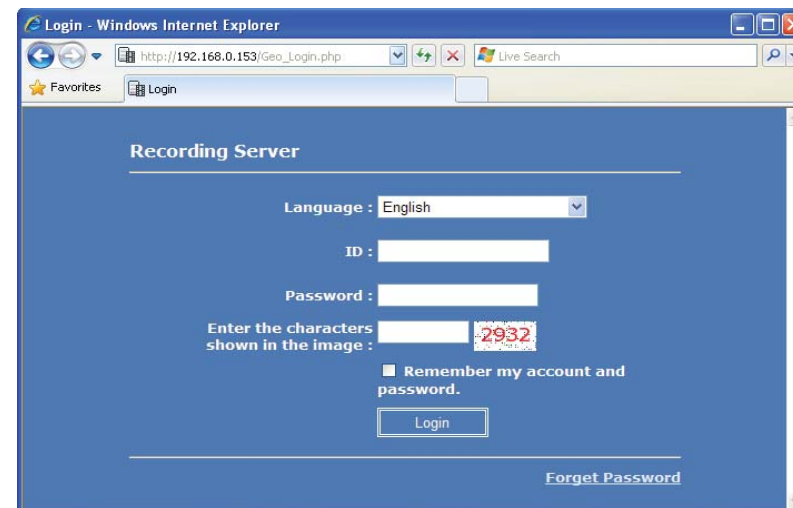 Login - Windows Internet Explorer
http://192.168.0.153/Geo_Login.php
Live Search
Favorites
Login
Recording Server
Language :
English
ID :
Password :
Enter the characters
shown in the image :
2932
Remember my account and
password.
Login
Forget Password